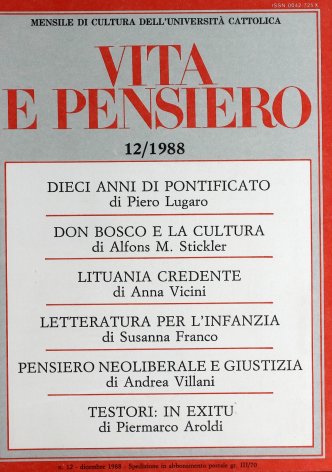 ISSN 0042-725X
MENSILE DI CULTURA DELL'UNIVERSITÀ CATTOLICA
VITA
E PENSIERO
12/1988
DIECI ANNI DI PONTIFICATO
di Piero Lugaro
DON BOSCO E LA CULTURA
di Alfons M. Stickler
LITUANIA CREDENTE
di Anna Vicini
LETTERATURA PER L'INFANZIA
di Susanna Franco
PENSIERO NEOLIBERALE E GIUSTIZIA
di Andrea Villani
TESTORI: IN EXITU
di Piermarco Aroldi
n. 12 - dicembre 1988 - Spedizione in abbonamento postale gr. III/70